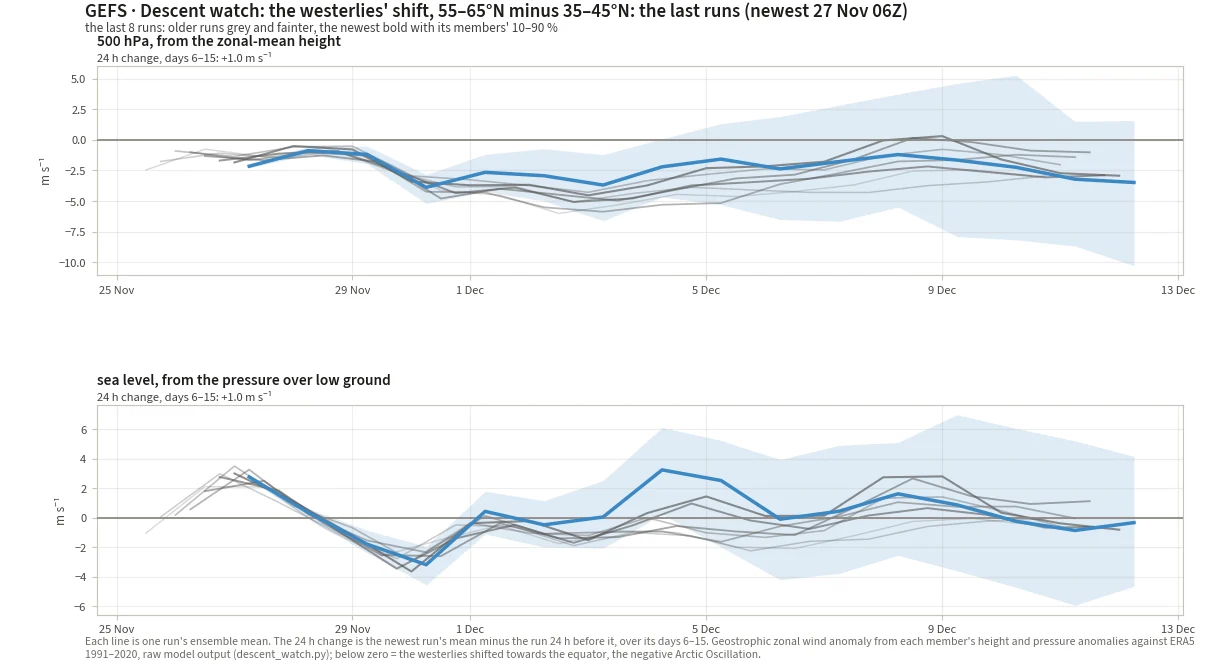 GEFS · Descent watch: the westerlies' shift, 55–65°N minus 35–45°N: the last runs (newest 27 Nov 06Z)
the last 8 runs: older runs grey and fainter, the newest bold with its members' 10–90 %
500 hPa, from the zonal-mean height
24 h change, days 6–15: +1.0 m s⁻¹
5.0
2.5
0.0
−2.5
−5.0
−7.5
−10.0
m s⁻¹
25 Nov 29 Nov 1 Dec 5 Dec 9 Dec 13 Dec
sea level, from the pressure over low ground
24 h change, days 6–15: +1.0 m s⁻¹
6
4
2
0
−2
−4
−6
m s⁻¹
25 Nov 29 Nov 1 Dec 5 Dec 9 Dec 13 Dec
Each line is one run's ensemble mean. The 24 h change is the newest run's mean minus the run 24 h before it, over its days 6–15. Geostrophic zonal wind anomaly from each member's height and pressure anomalies against ERA5
1991–2020, raw model output (descent_watch.py); below zero = the westerlies shifted towards the equator, the negative Arctic Oscillation.